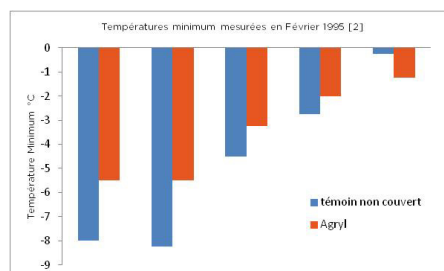 Températures minimum mesurées en Février 1995 [2]
Température Minimum °C
0
-1
-2
-3
-4
-5
-6
-7
-8
-9
témoin non couvert
Agryl